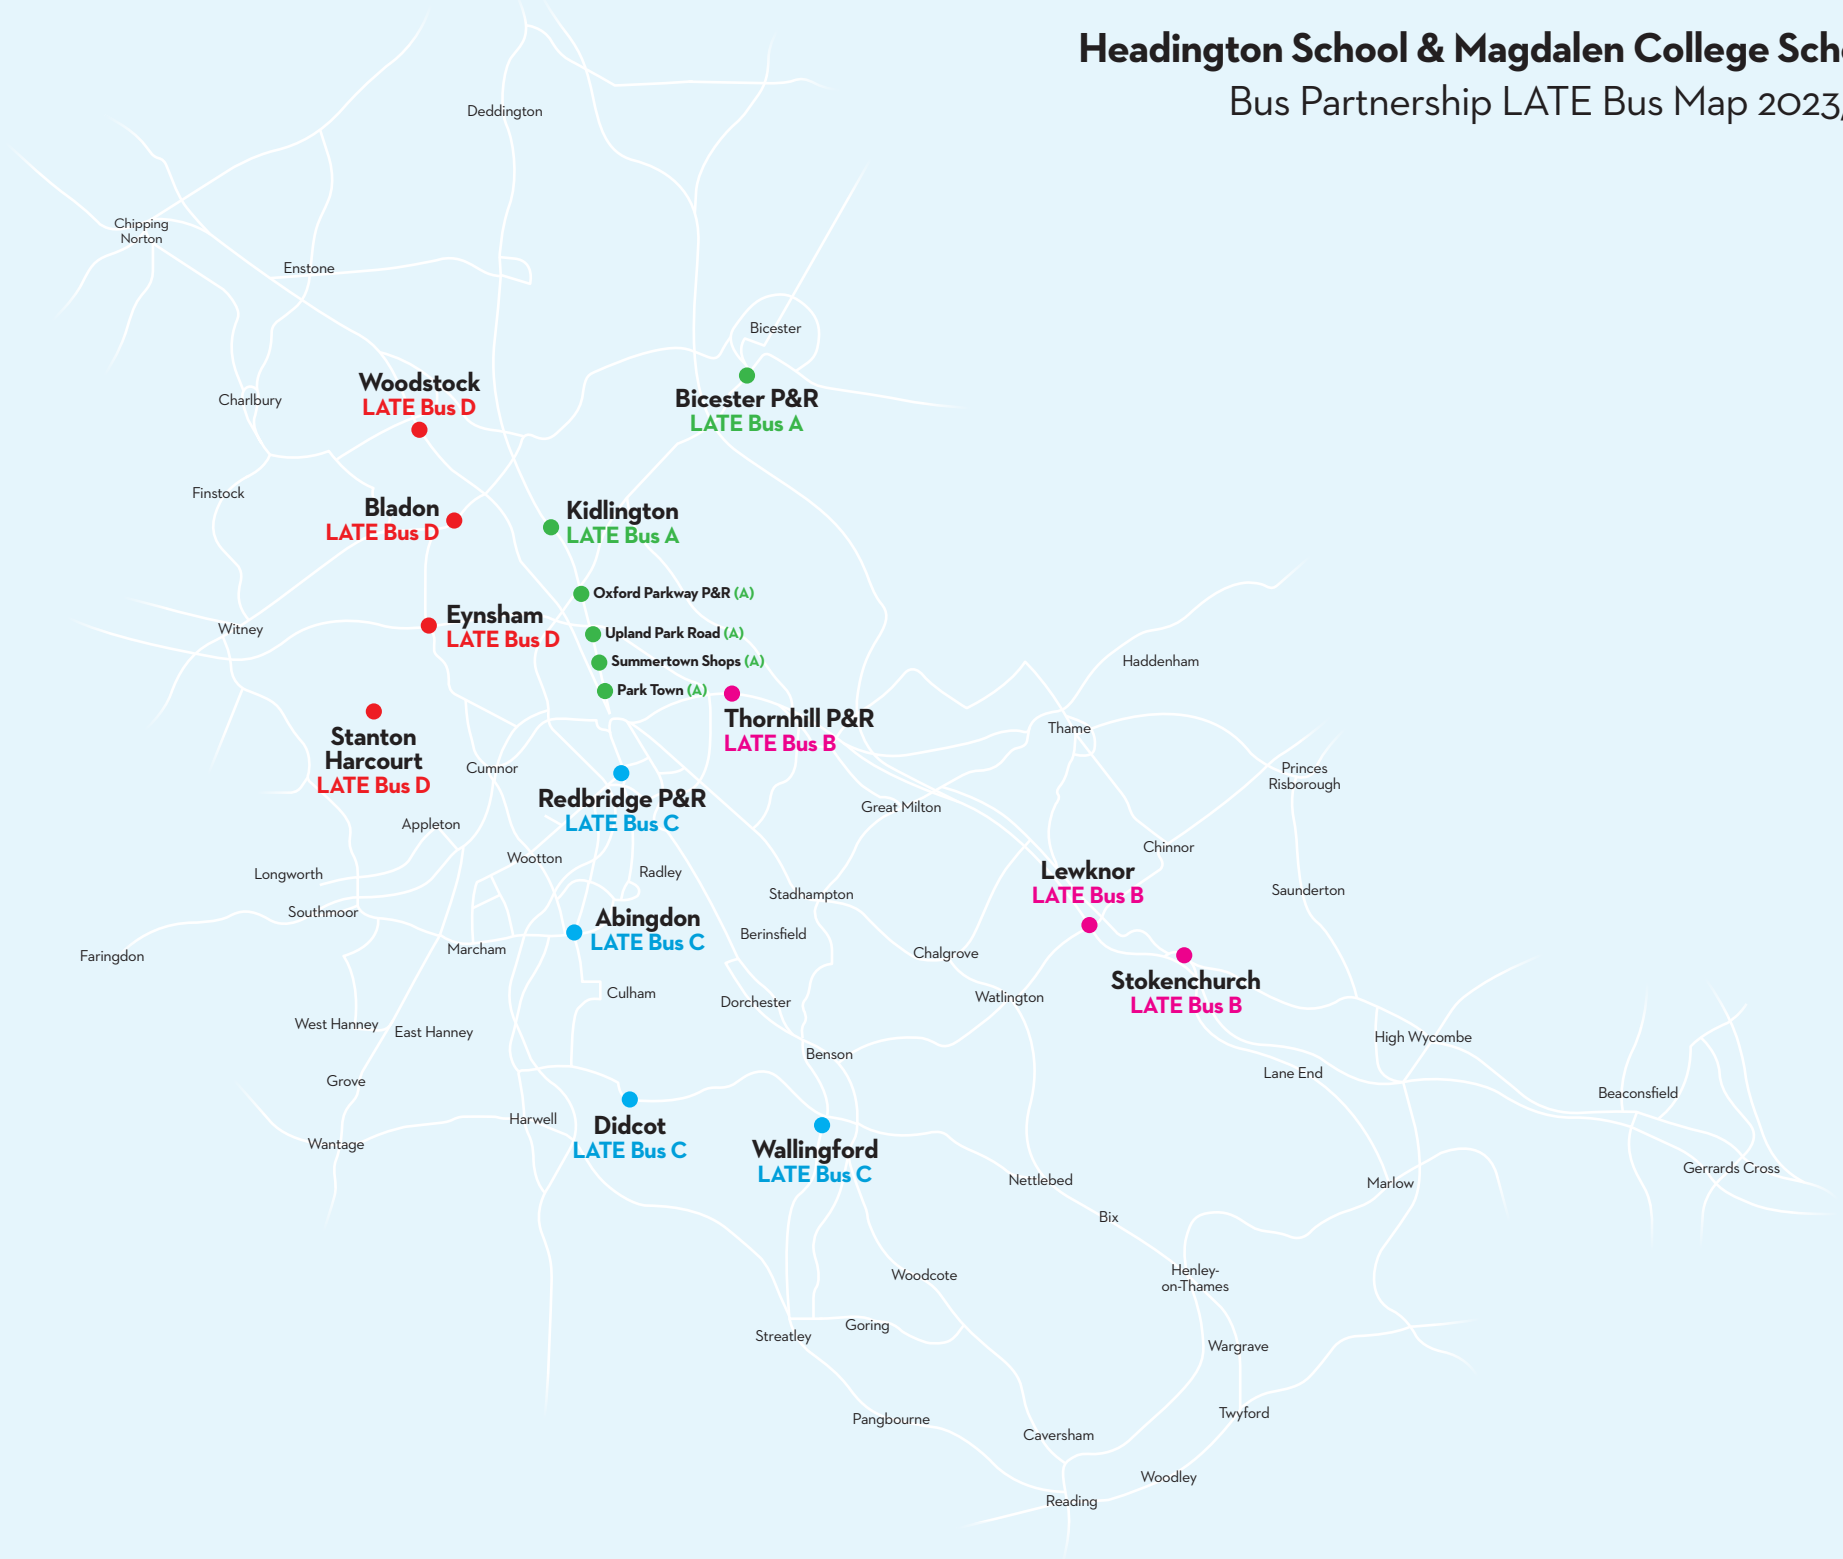 Headington School & Magdalen College Sch
Bus Partnership LATE Bus Map 2023
Deddington
Chipping
Norton
Enstone
Bicester
Woodstock
LATE Bus D
Bicester P&R
LATE Bus A
Charlbury
Finstock
Bladon
LATE Bus D
Kidlington
LATE Bus A
Oxford Parkway P&R (A)
Witney
Eynsham
LATE Bus D
Upland Park Road (A)
Summertown Shops (A)
Park Town (A)
Haddenham
Thornhill P&R
LATE Bus B
Thame
Stanton
Harcourt
LATE Bus D
Cumnor
Redbridge P&R
LATE Bus C
Princes
Risborough
Great Milton
Appleton
Chinnor
Wootton
Longworth
Radley
Lewknor
LATE Bus B
Stadhampton
Saunderton
Southmoor
Abingdon
LATE Bus C
Berinsfield
Marcham
Faringdon
Chalgrove
Stokenchurch
LATE Bus B
Culham
Dorchester
Watlington
West Hanney
East Hanney
High Wycombe
Benson
Lane End
Grove
Beaconsfield
Harwell
Didcot
LATE Bus C
Wallingford
LATE Bus C
Wantage
Gerrards Cross
Nettlebed
Marlow
Bix
Woodcote
Henley-
on-Thames
Goring
Streatley
Wargrave
Pangbourne
Twyford
Caversham
Woodley
Reading